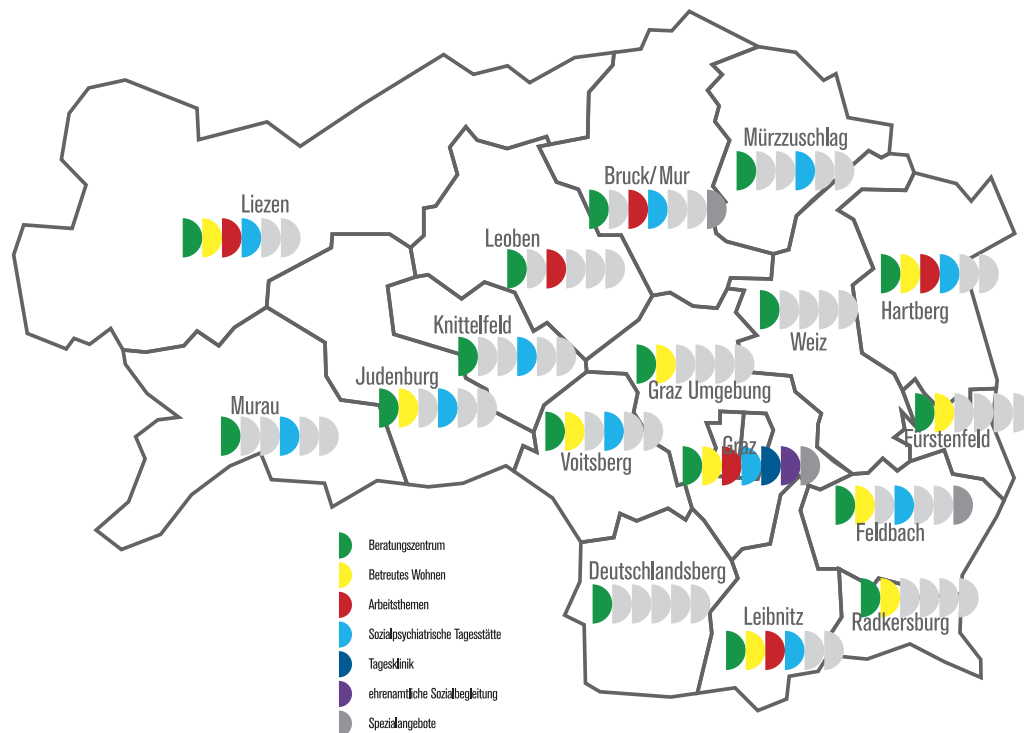 Mürzzuschlag
Bruck/Mur
Liezen
Leoben
Hartberg
Knittelfeld
Weiz
Judenburg
Graz Umgebung
Murau
Fürstenfeld
Voitsberg
Graz
Feldbach
Deutschlandsberg
Leibnitz
Radkersburg
Beratungszentrum
Betreutes Wohnen
Arbeitsthemen
Sozialpsychiatrische Tagesstätte
Tagesklinik
ehrenamtliche Sozialbegleitung
Spezialangebote